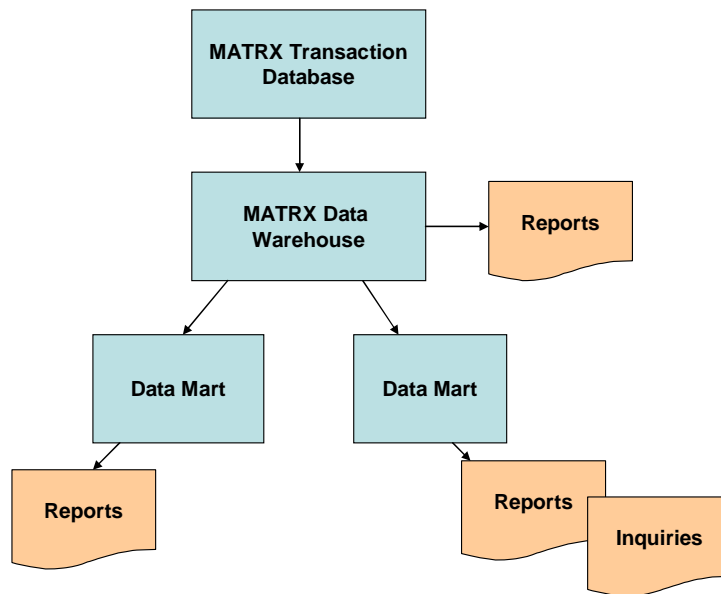 MATRX Transaction
Database
MATRX Data
Warehouse
Reports
Data Mart
Data Mart
Reports
Reports
Inquiries